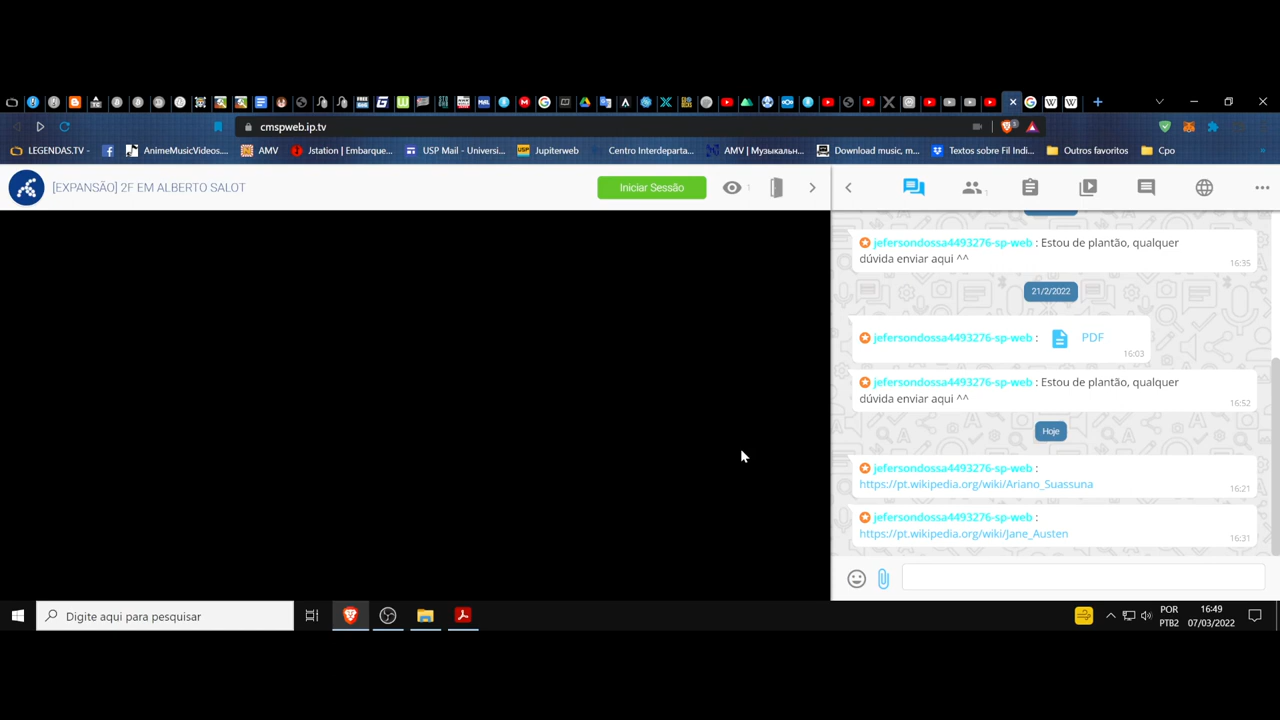 cmspweb.ip.tv
1
LEGENDAS.TV -
AnimeMusicVideos....
AMV
Jstation | Embarque...
USP Mail - Universi...
Jupiterweb
Centro Interdeparta...
AMV | Музыкальн...
Download music, m...
Textos sobre Fil Indi...
Outros favoritos
Cpo
[EXPANSÃO] 2F EM ALBERTO SALOT
Iniciar Sessão
1
1
jefersondossa4493276-sp-web : Estou de plantão, qualquer
dúvida enviar aqui ^^
16:35
21/2/2022
jefersondossa4493276-sp-web :
PDF
16:03
jefersondossa4493276-sp-web : Estou de plantão, qualquer
dúvida enviar aqui ^^
16:52
Hoje
jefersondossa4493276-sp-web :
https://pt.wikipedia.org/wiki/Ariano_Suassuna
16:21
jefersondossa4493276-sp-web :
https://pt.wikipedia.org/wiki/Jane_Austen
16:31
Digite aqui para pesquisar
POR
PTB2
16:49
07/03/2022